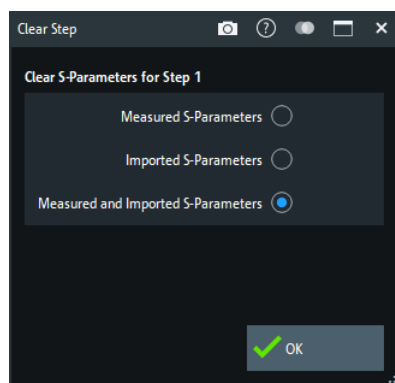 Clear Step
Clear S-Parameters for Step 1
Measured S-Parameters
Imported S-Parameters
Measured and Imported S-Parameters
OK